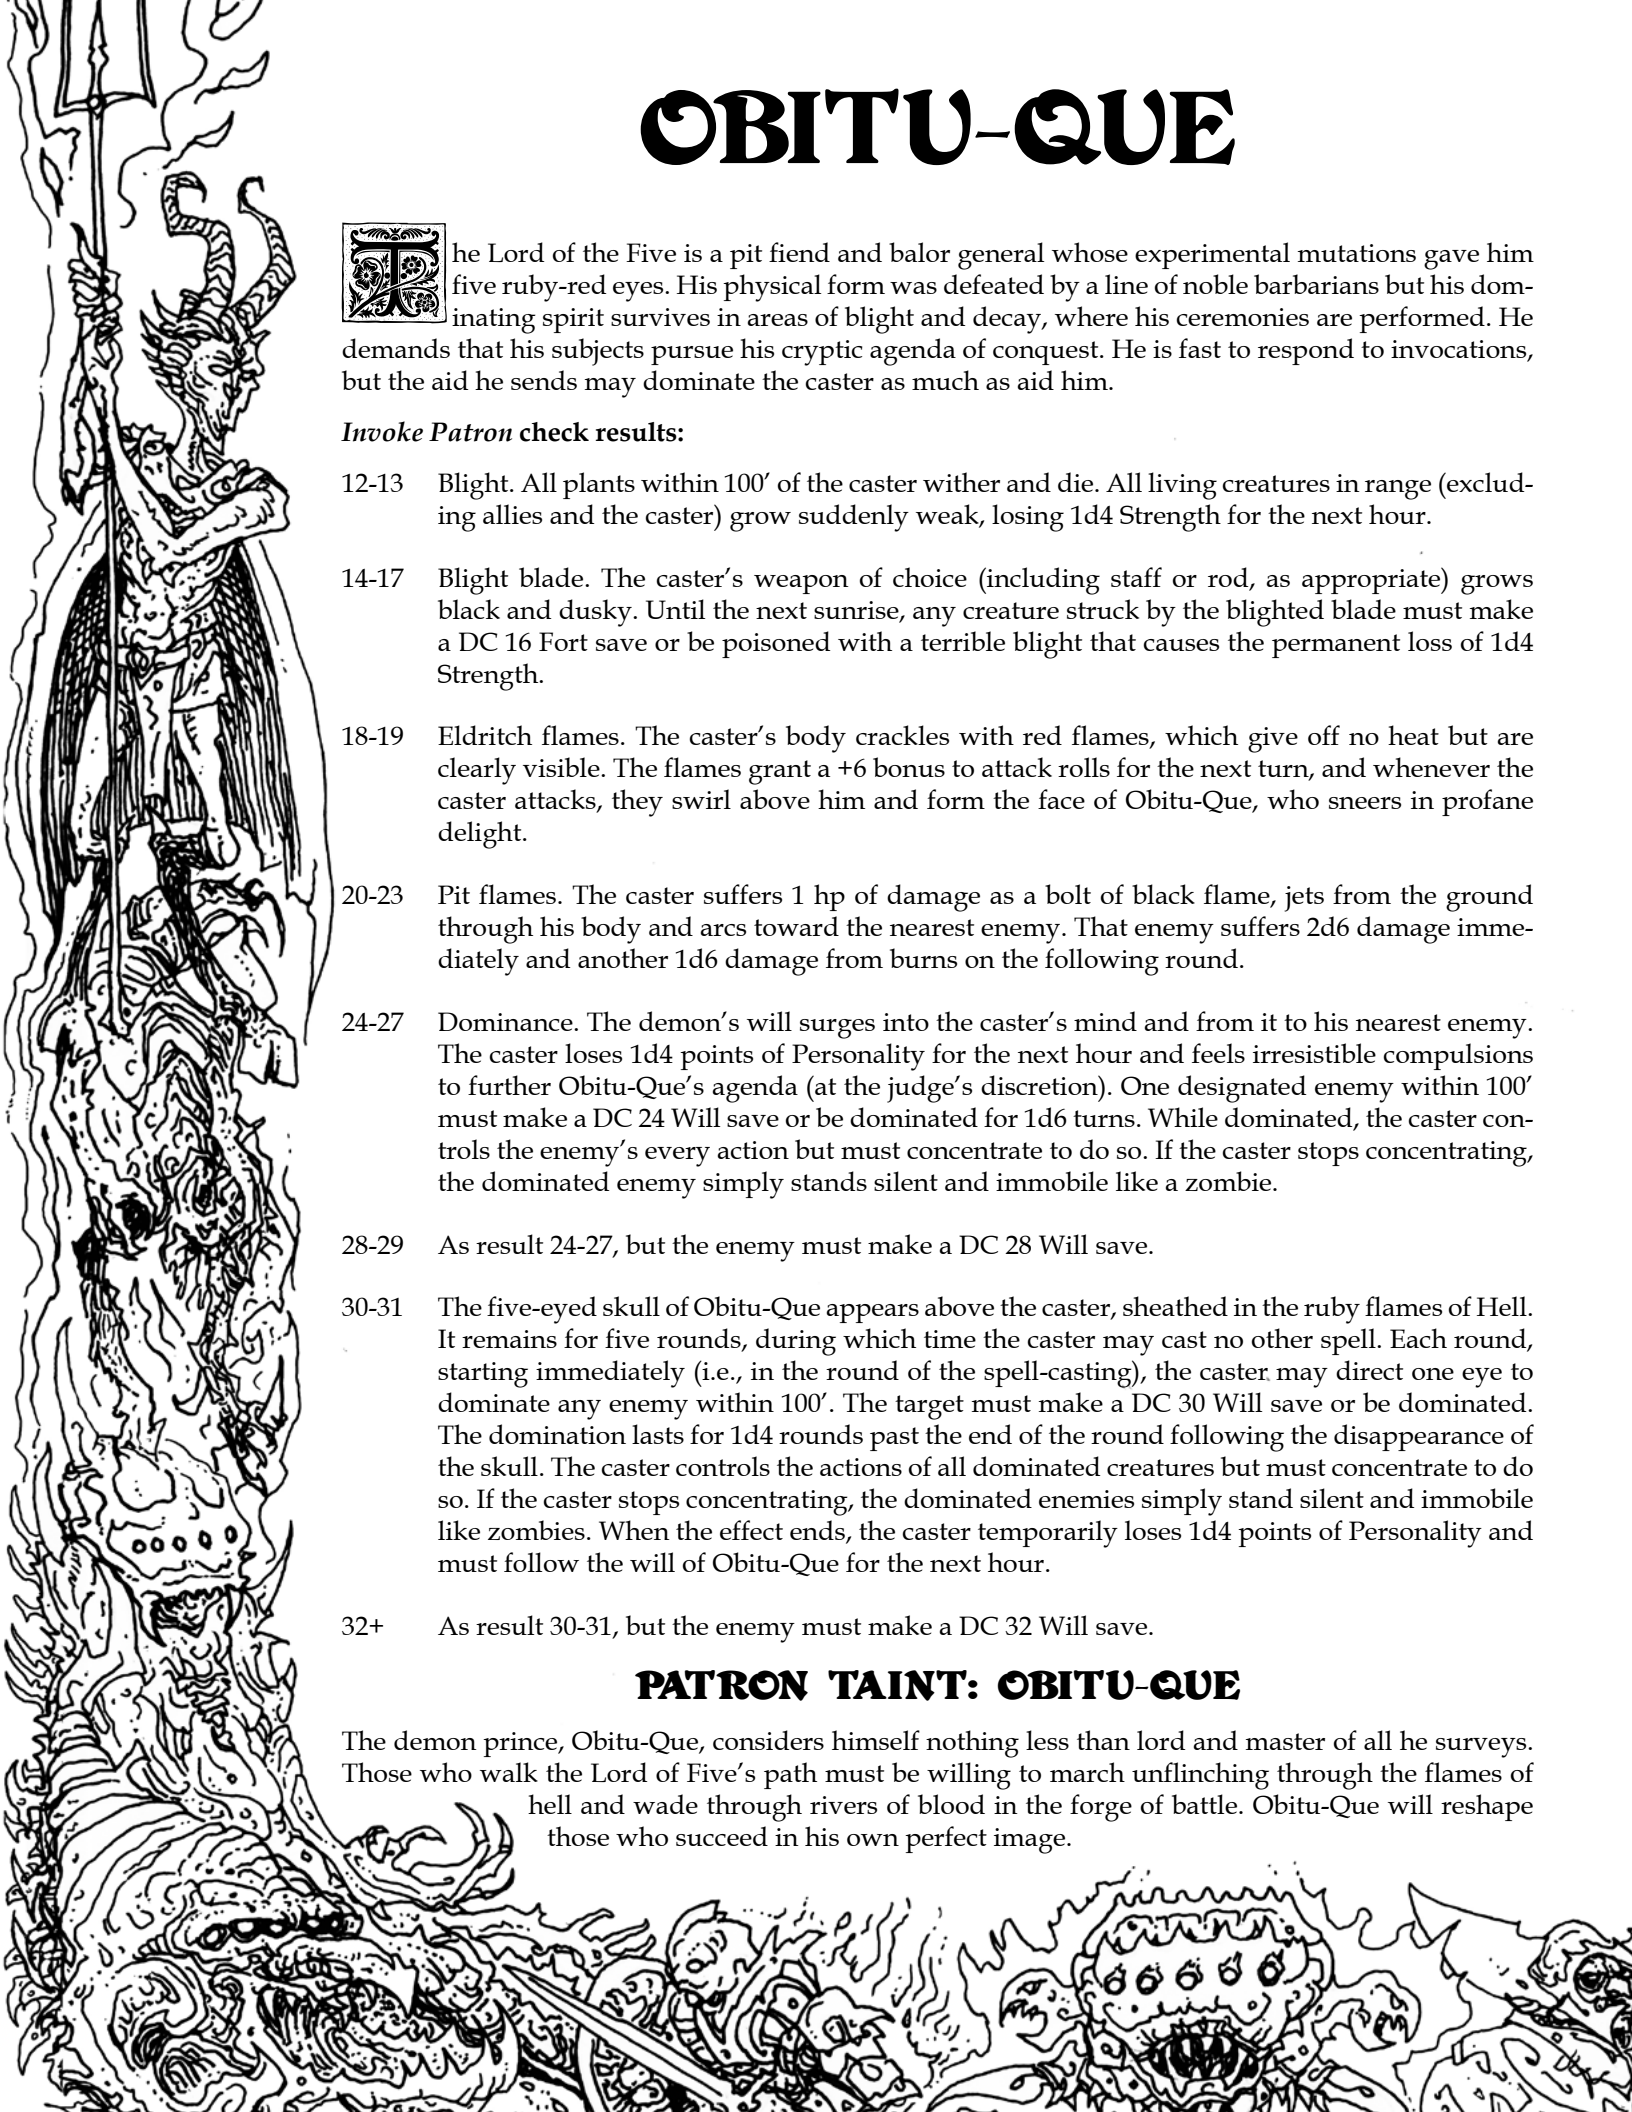 OBITU-QUE
The Lord of the Five is a pit fiend and balor general whose experimental mutations gave him
five ruby-red eyes. His physical form was defeated by a line of noble barbarians but his dom-
inating spirit survives in areas of blight and decay, where his ceremonies are performed. He
demands that his subjects pursue his cryptic agenda of conquest. He is fast to respond to invocations,
but the aid he sends may dominate the caster as much as aid him.
Invoke Patron check results:
12-13 Blight. All plants within 100′ of the caster wither and die. All living creatures in range (exclud-
ing allies and the caster) grow suddenly weak, losing 1d4 Strength for the next hour.
14-17 Blight blade. The caster’s weapon of choice (including staff or rod, as appropriate) grows
black and dusky. Until the next sunrise, any creature struck by the blighted blade must make
a DC 16 Fort save or be poisoned with a terrible blight that causes the permanent loss of 1d4
Strength.
18-19 Eldritch flames. The caster’s body crackles with red flames, which give off no heat but are
clearly visible. The flames grant a +6 bonus to attack rolls for the next turn, and whenever the
caster attacks, they swirl above him and form the face of Obitu-Que, who sneers in profane
delight.
20-23 Pit flames. The caster suffers 1 hp of damage as a bolt of black flame, jets from the ground
through his body and arcs toward the nearest enemy. That enemy suffers 2d6 damage imme-
diately and another 1d6 damage from burns on the following round.
24-27 Dominance. The demon’s will surges into the caster’s mind and from it to his nearest enemy.
The caster loses 1d4 points of Personality for the next hour and feels irresistible compulsions
to further Obitu-Que’s agenda (at the judge’s discretion). One designated enemy within 100′
must make a DC 24 Will save or be dominated for 1d6 turns. While dominated, the caster con-
trols the enemy’s every action but must concentrate to do so. If the caster stops concentrating,
the dominated enemy simply stands silent and immobile like a zombie.
28-29 As result 24-27, but the enemy must make a DC 28 Will save.
30-31 The five-eyed skull of Obitu-Que appears above the caster, sheathed in the ruby flames of Hell.
It remains for five rounds, during which time the caster may cast no other spell. Each round,
starting immediately (i.e., in the round of the spell-casting), the caster may direct one eye to
dominate any enemy within 100′. The target must make a DC 30 Will save or be dominated.
The domination lasts for 1d4 rounds past the end of the round following the disappearance of
the skull. The caster controls the actions of all dominated creatures but must concentrate to do
so. If the caster stops concentrating, the dominated enemies simply stand silent and immobile
like zombies. When the effect ends, the caster temporarily loses 1d4 points of Personality and
must follow the will of Obitu-Que for the next hour.
32+ As result 30-31, but the enemy must make a DC 32 Will save.
PATRON TAINT: OBITU-QUE
The demon prince, Obitu-Que, considers himself nothing less than lord and master of all he surveys.
Those who walk the Lord of Five’s path must be willing to march unflinching through the flames of
hell and wade through rivers of blood in the forge of battle. Obitu-Que will reshape
those who succeed in his own perfect image.